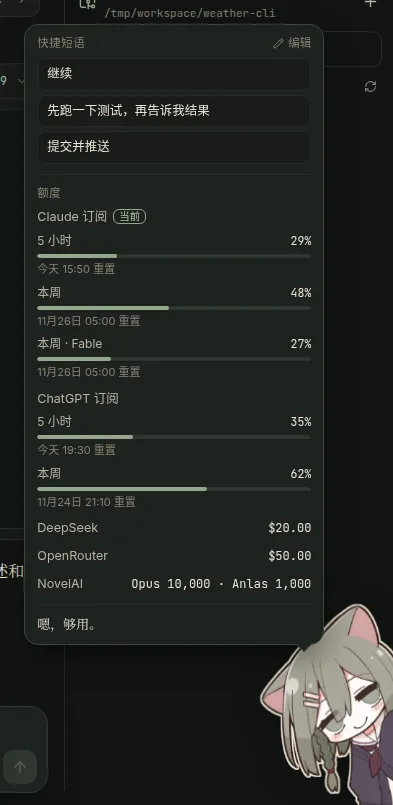 /tmp/workspace/weather-cli
快捷短语 编辑
9
继续
先跑一下测试，再告诉我结果
提交并推送
额度
Claude 订阅 当前
5 小时 29%
今天 15:50 重置
本周 48%
11月26日 05:00 重置
本周 · Fable 27%
11月26日 05:00 重置
ChatGPT 订阅
5 小时 35%
今天 19:30 重置
本周 62%
11月24日 21:10 重置
DeepSeek $20.00
OpenRouter $50.00
述和
NovelAI Opus 10,000 · Anlas 1,000
嗯，够用。